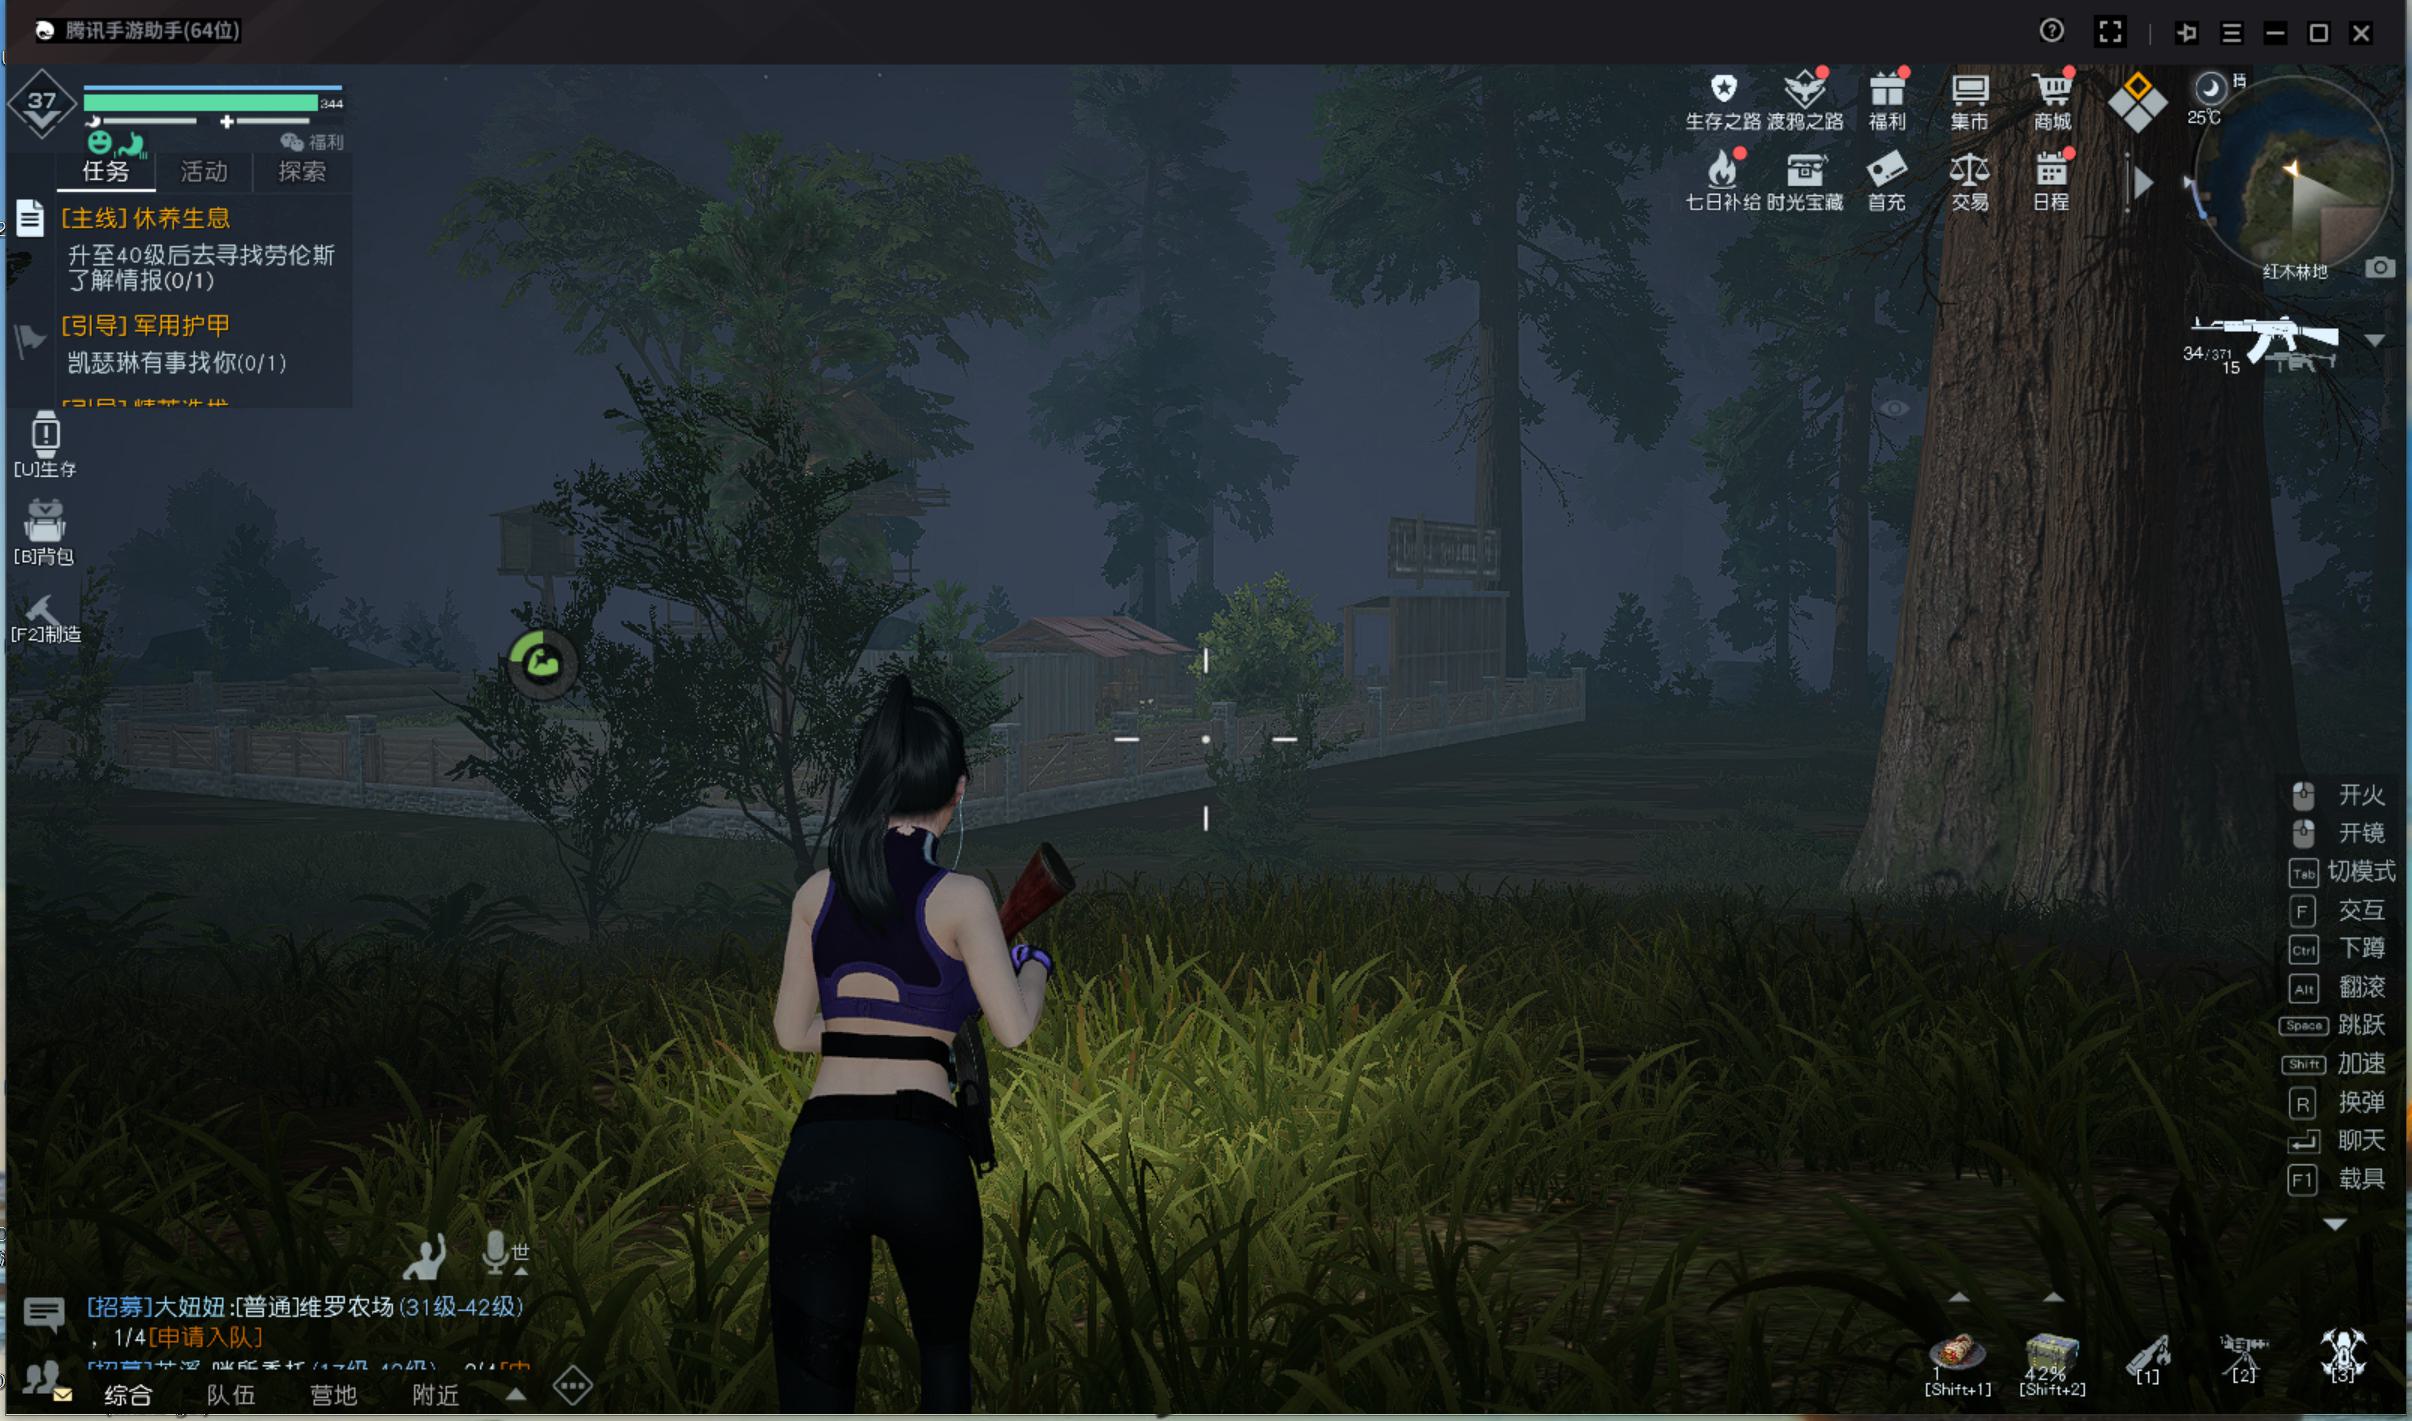 腾讯手游助手(64位)
37
344
福利
任务
活动
探索
[主线] 休养生息
升至40级后去寻找劳伦斯
了解情报(0/1)
[引导] 军用护甲
凯瑟琳有事找你(0/1)
[U]生存
[B]背包
[F2]制造
生存之路
渡鸦之路
福利
集市
商城
七日补给
时光宝藏
首充
交易
日程
25℃
红木林地
34/371
15
开火
开镜
Tab 切模式
F 交互
Ctrl 下蹲
Alt 翻滚
Space 跳跃
Shift 加速
R 换弹
聊天
F1 载具
世
[招募]大妞妞:[普通]维罗农场(31级-42级)
，1/4[申请入队]
综合
队伍
营地
附近
1
[Shift+1]
42%
[Shift+2]
[1]
[2]
[3]